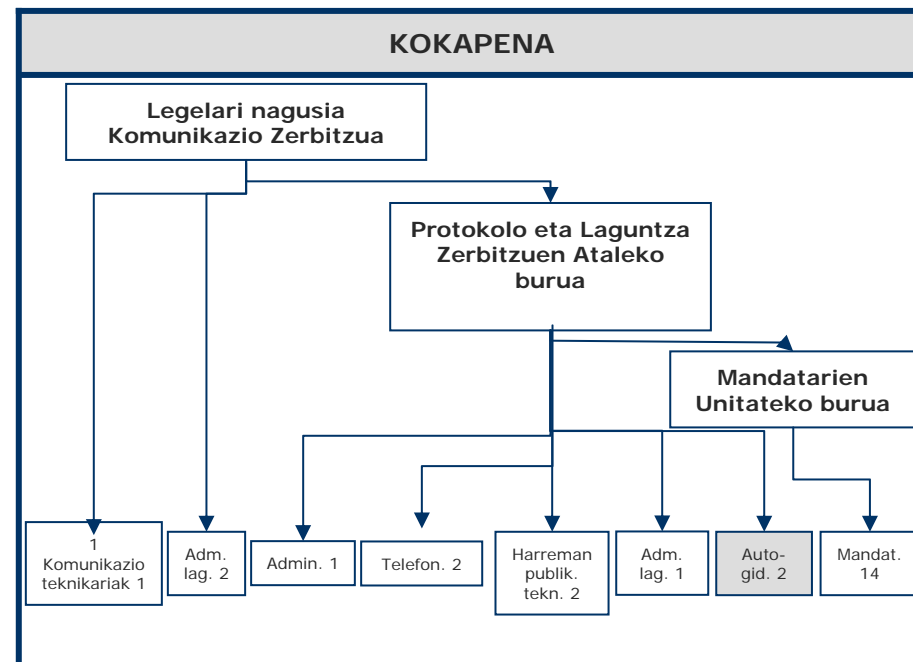 KOKAPENA
Legelari nagusia
Komunikazio Zerbitzua
Protokolo eta Laguntza
Zerbitzuen Ataleko
burua
Mandatarien
Unitateko burua
1
Komunikazio
teknikariak 1
Adm.
lag. 2
Admin. 1
Telefon. 2
Harreman
publik.
tekn. 2
Adm.
lag. 1
Auto-
gid. 2
Mandat.
14